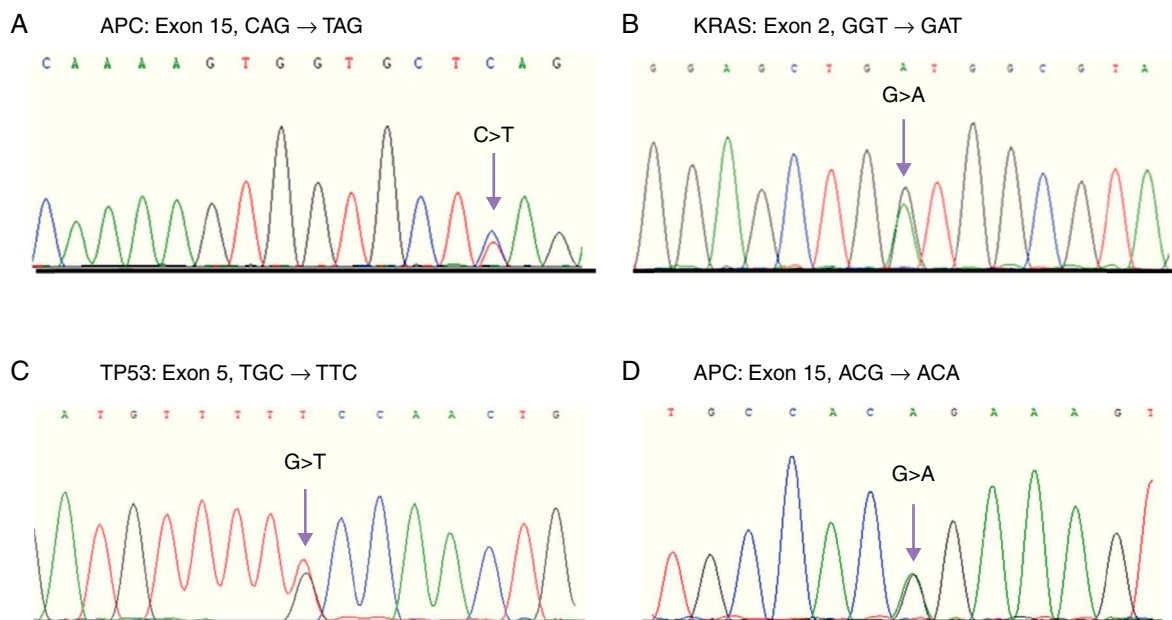 A APC: Exon 15, CAG → TAG
C A A A A G T G G T G C T C A G
C>T
B KRAS: Exon 2, GGT → GAT
G G A G C T G A T G G C G T A
G>A
C TP53: Exon 5, TGC → TTC
A T G T T T T T C C A A C T G
G>T
D APC: Exon 15, ACG → ACA
T G C C A C A G A A A G T
G>A